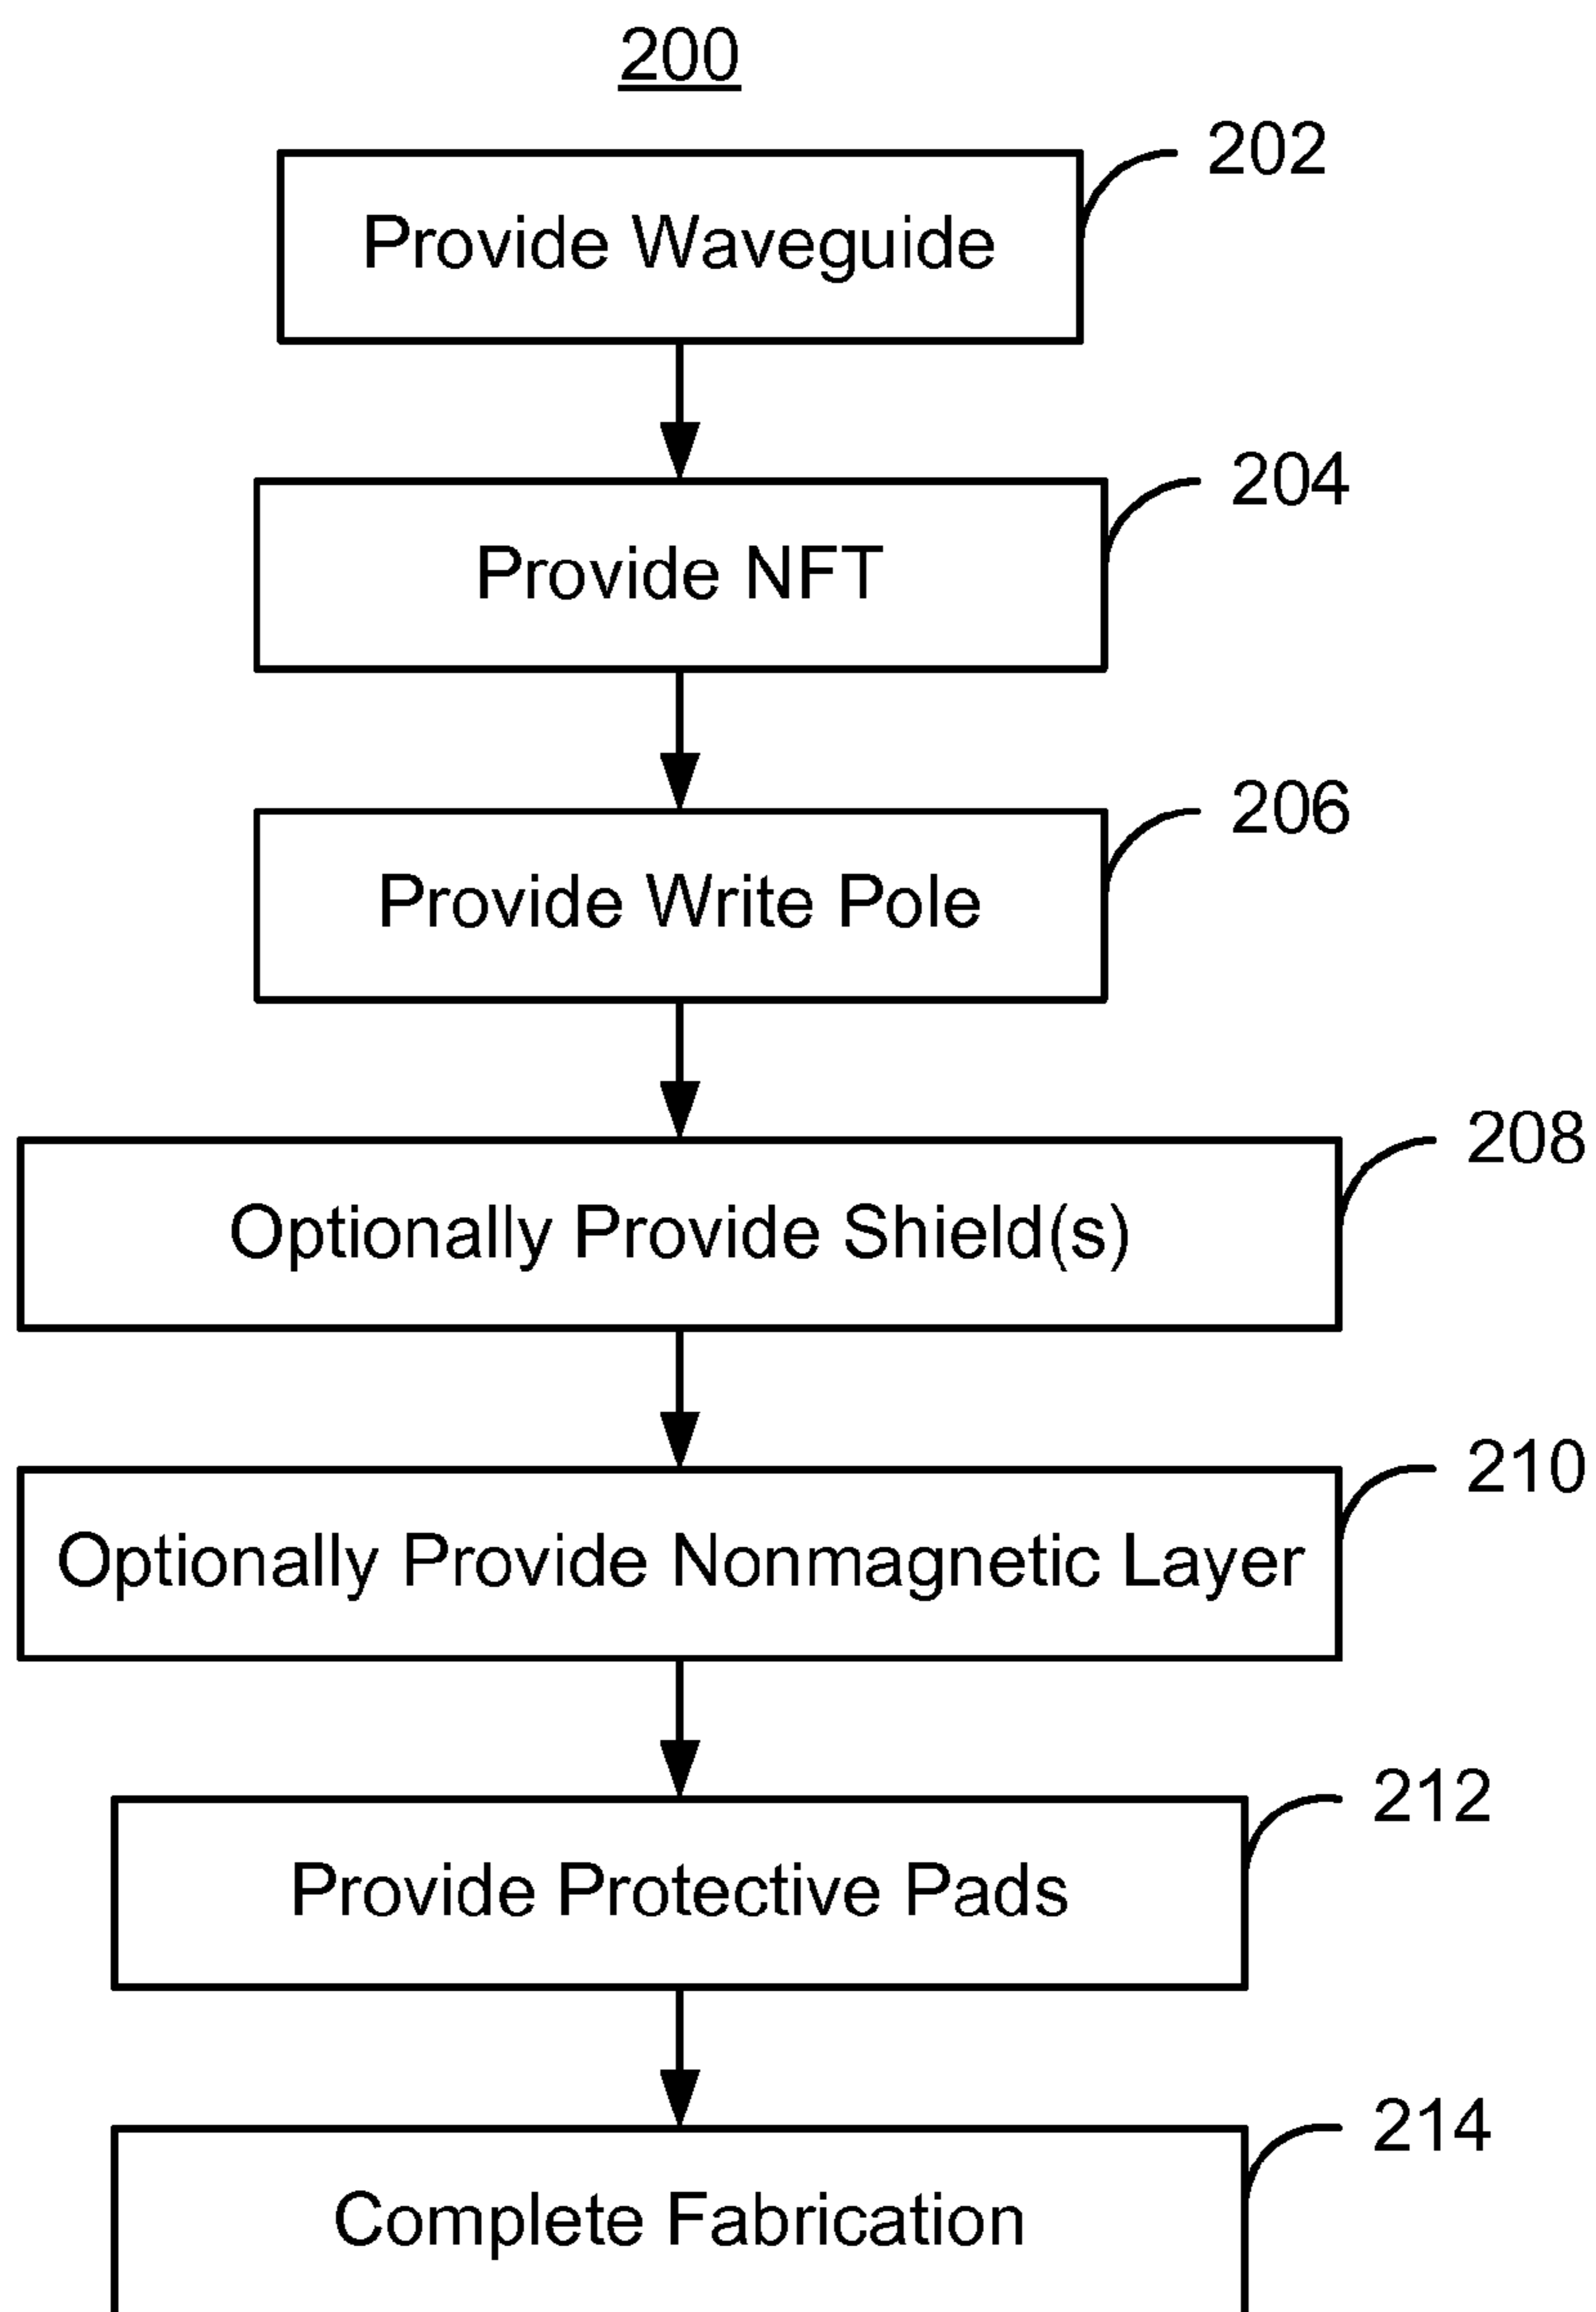 200
202
Provide Waveguide
204
Provide NFT
206
Provide Write Pole
208
Optionally Provide Shield(s)
210
Optionally Provide Nonmagnetic Layer
212
Provide Protective Pads
214
Complete Fabrication